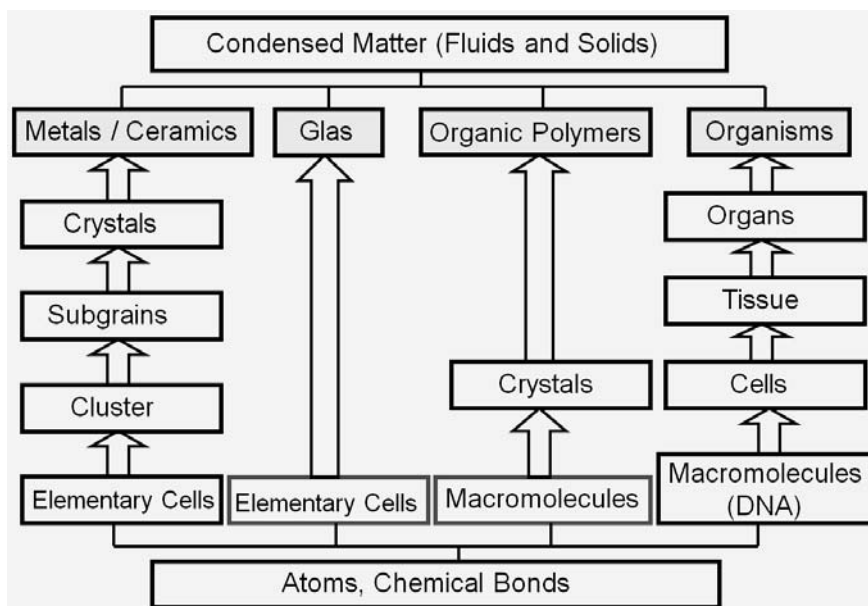 Condensed Matter (Fluids and Solids)
Metals / Ceramics
Glas
Organic Polymers
Organisms
Crystals
Organs
Subgrains
Tissue
Cluster
Crystals
Cells
Elementary Cells
Elementary Cells
Macromolecules
Macromolecules
(DNA)
Atoms, Chemical Bonds